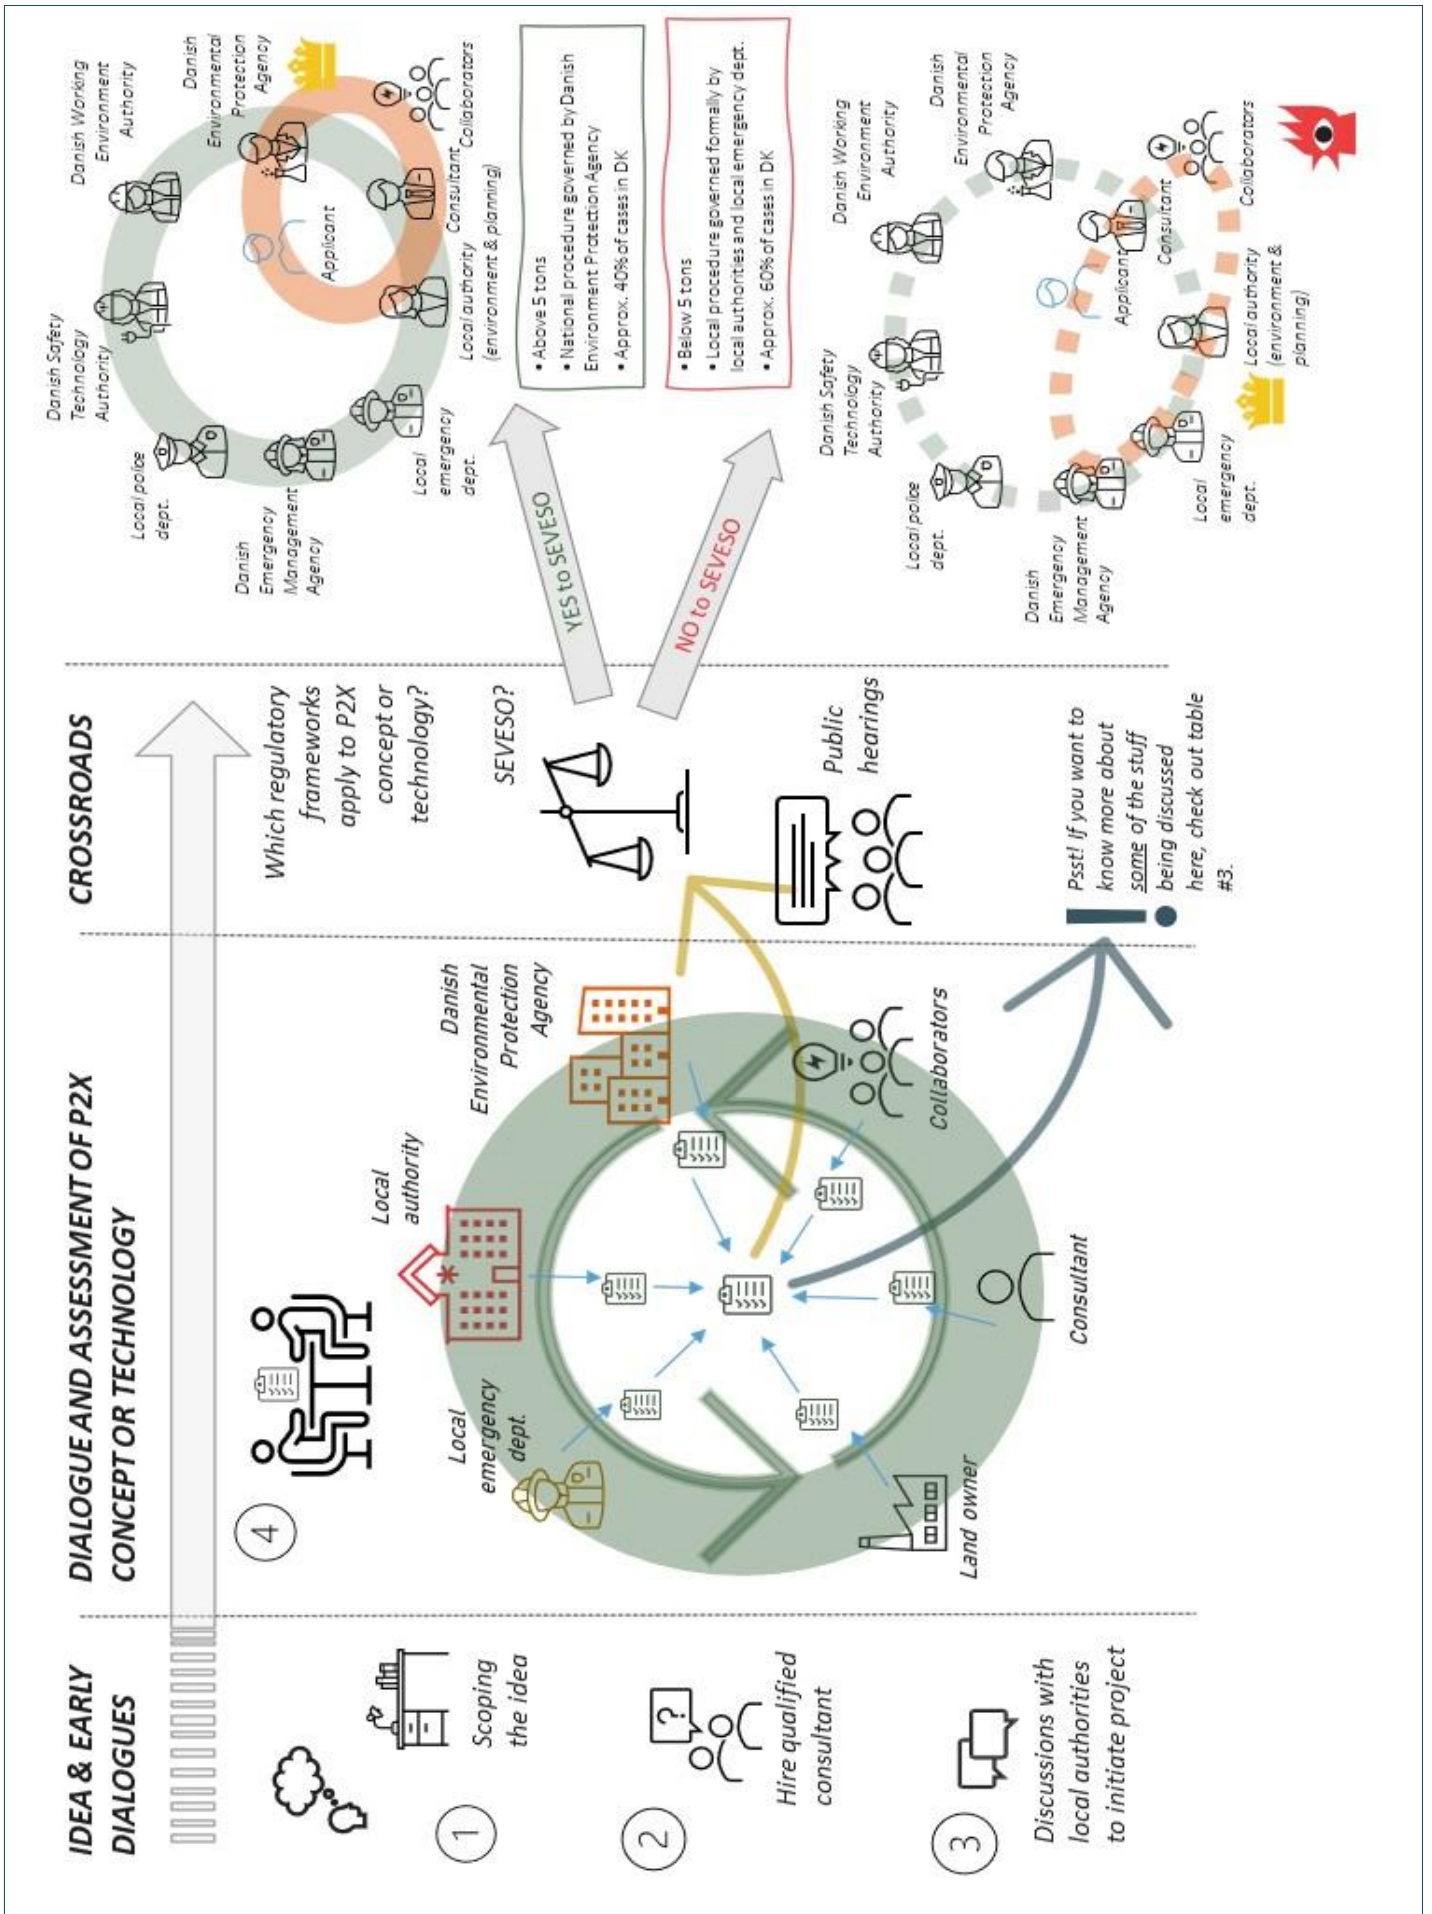 IDEA & EARLY
DIALOGUES
1
Scoping
the idea
2
Hire qualified
consultant
3
Discussions with
local authorities
to initiate project
DIALOGUE AND ASSESSMENT OF P2X
CONCEPT OR TECHNOLOGY
4
Local
emergency
dept.
Local
authority
Danish
Environmental
Protection
Agency
Land owner
Consultant
Collaborators
CROSSROADS
Which regulatory
frameworks
apply to P2X
concept or
technology?
SEVESO?
?
Public
hearings
Psst! If you want to
know more about
some of the stuff
being discussed
here, check out table
#3.
YES to SEVESO
NO to SEVESO
Local police
dept.
Danish Safety
Technology
Authority
Danish Working
Environment
Authority
Danish
Environmental
Protection
Agency
Danish
Emergency
Management
Agency
Applicant
Local
emergency
dept.
Local authority
(environment & planning)
Consultant
Collaborators
• Above 5 tons
• National procedure governed by Danish
Environment Protection Agency
• Approx. 40% of cases in DK
• Below 5 tons
• Local procedure governed formally by
local authorities and local emergency dept.
• Approx. 60% of cases in DK
Local police
dept.
Danish Safety
Technology
Authority
Danish Working
Environment
Authority
Danish
Environmental
Protection
Agency
Danish
Emergency
Management
Agency
Applicant
Consultant
Local
emergency
dept.
Local authority
(environment &
planning)
Collaborators